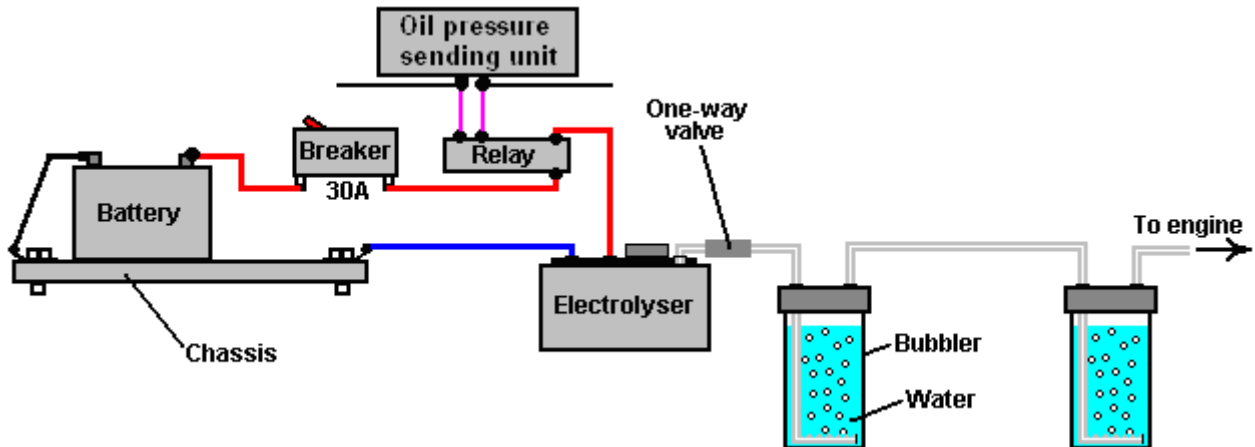 Oil pressure
sending unit
One-way
valve
Breaker
Relay
30A
Battery
To engine
Electrolyser
Chassis
Bubbler
Water